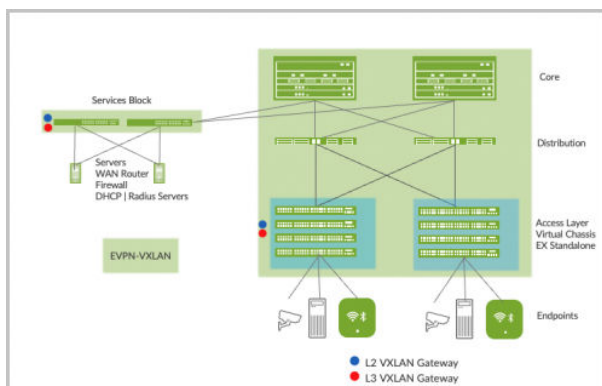 Services Block
Servers
WAN Router
Firewall
DHCP | Radius Servers
EVPN-VXLAN
Core
Distribution
Access Layer
Virtual Chassis
EX Standalone
Endpoints
L2 VXLAN Gateway
L3 VXLAN Gateway